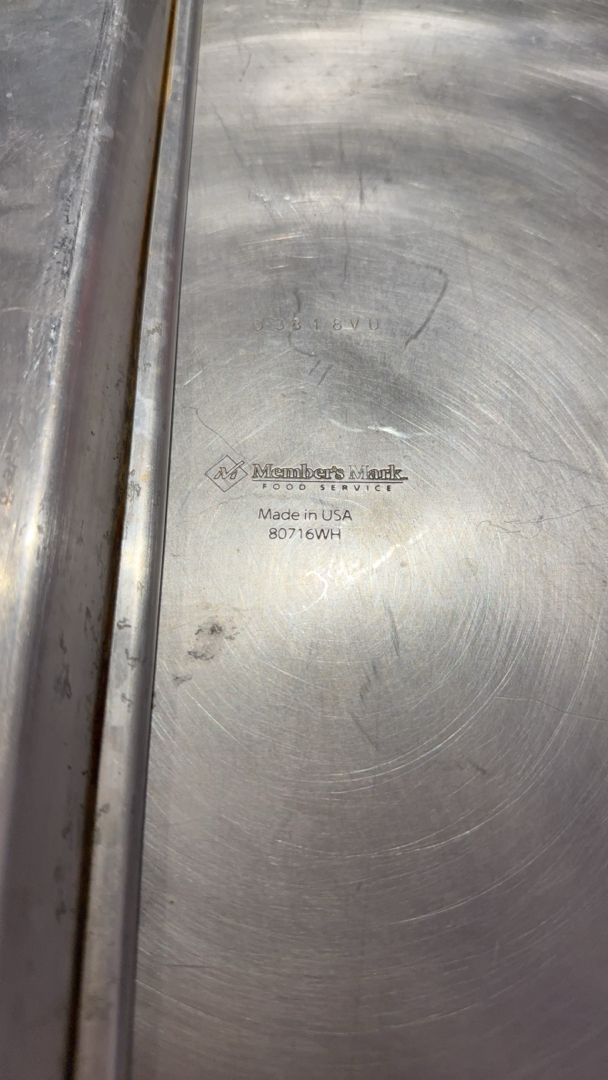 Member's Mark
FOOD SERVICE
Made in USA
80716WH